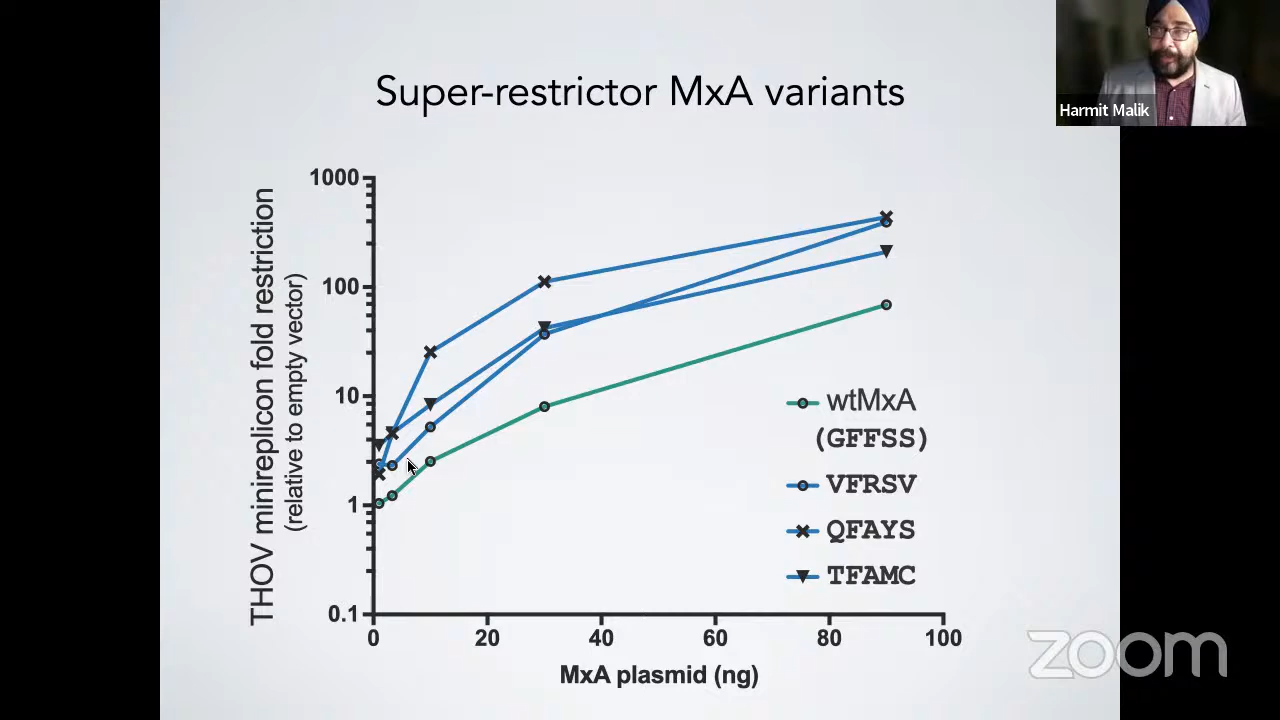 Super-restrictor MxA variants
Harmit Malik
THOV minireplicon fold restriction
(relative to empty vector)
1000
100
10
1
0.1
0
20
40
60
80
100
MxA plasmid (ng)
wtMxA
(GFFSS)
VFRSV
QFAYS
TFAMC
zoom